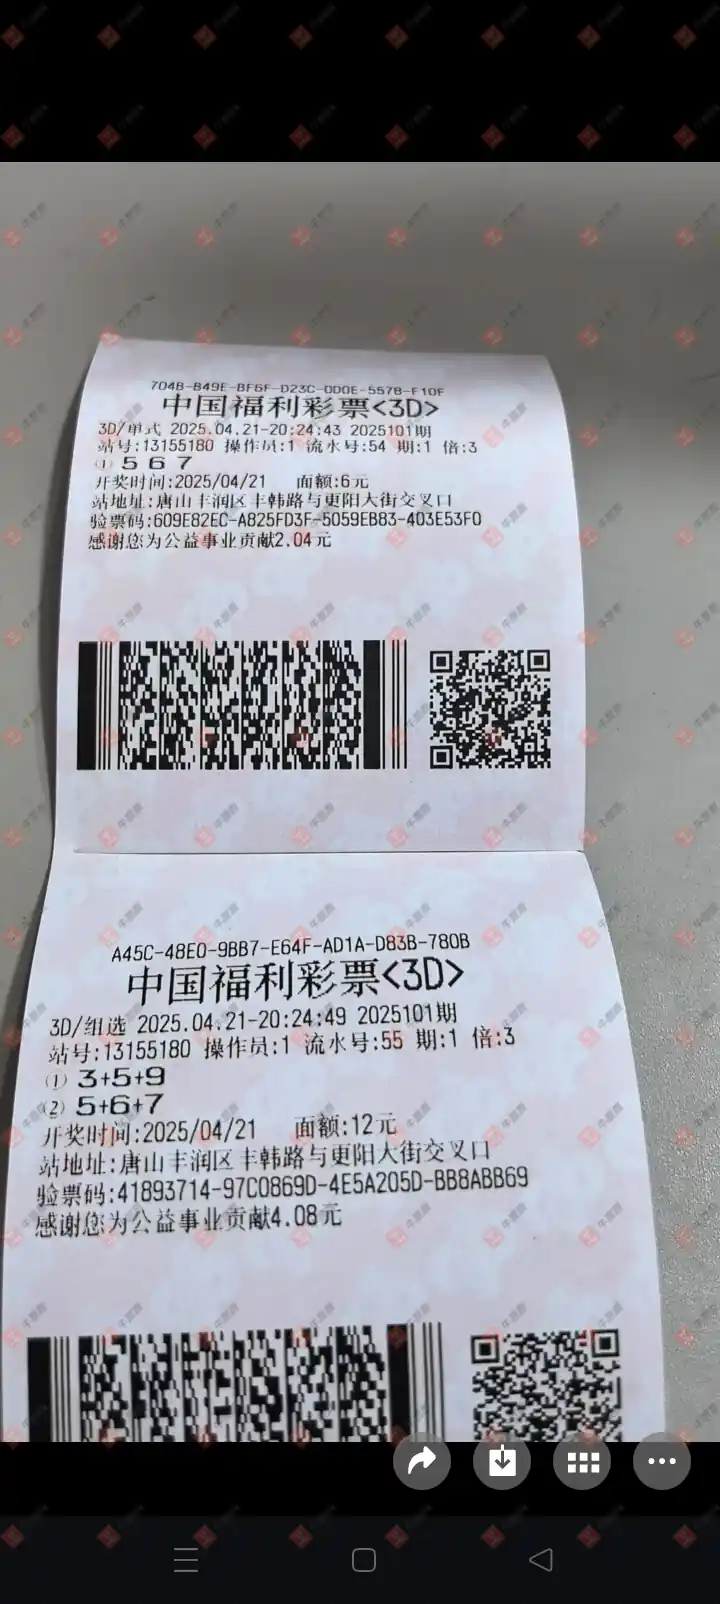 704B-B49E-BF6F-D23C-0D0E-557B-F10F
中国福利彩票<3D>
3D/单式 2025.04.21-20:24:43 2025101期
站号:13155180 操作员:1 流水号:54 期:1 倍:3
① 5 6 7
开奖时间:2025/04/21 面额:6元
站地址:唐山丰润区丰韩路与更阳大街交叉口
验票码:609E82EC-A825FD3F-5059EB83-403E53F0
感谢您为公益事业贡献2.04元
A45C-48E0-9BB7-E64F-AD1A-D83B-780B
中国福利彩票<3D>
3D/组选 2025.04.21-20:24:49 2025101期
站号:13155180 操作员:1 流水号:55 期:1 倍:3
① 3+5+9
② 5+6+7
开奖时间:2025/04/21 面额:12元
站地址:唐山丰润区丰韩路与更阳大街交叉口
验票码:41893714-97C0869D-4E5A205D-BB8ABB69
感谢您为公益事业贡献4.08元